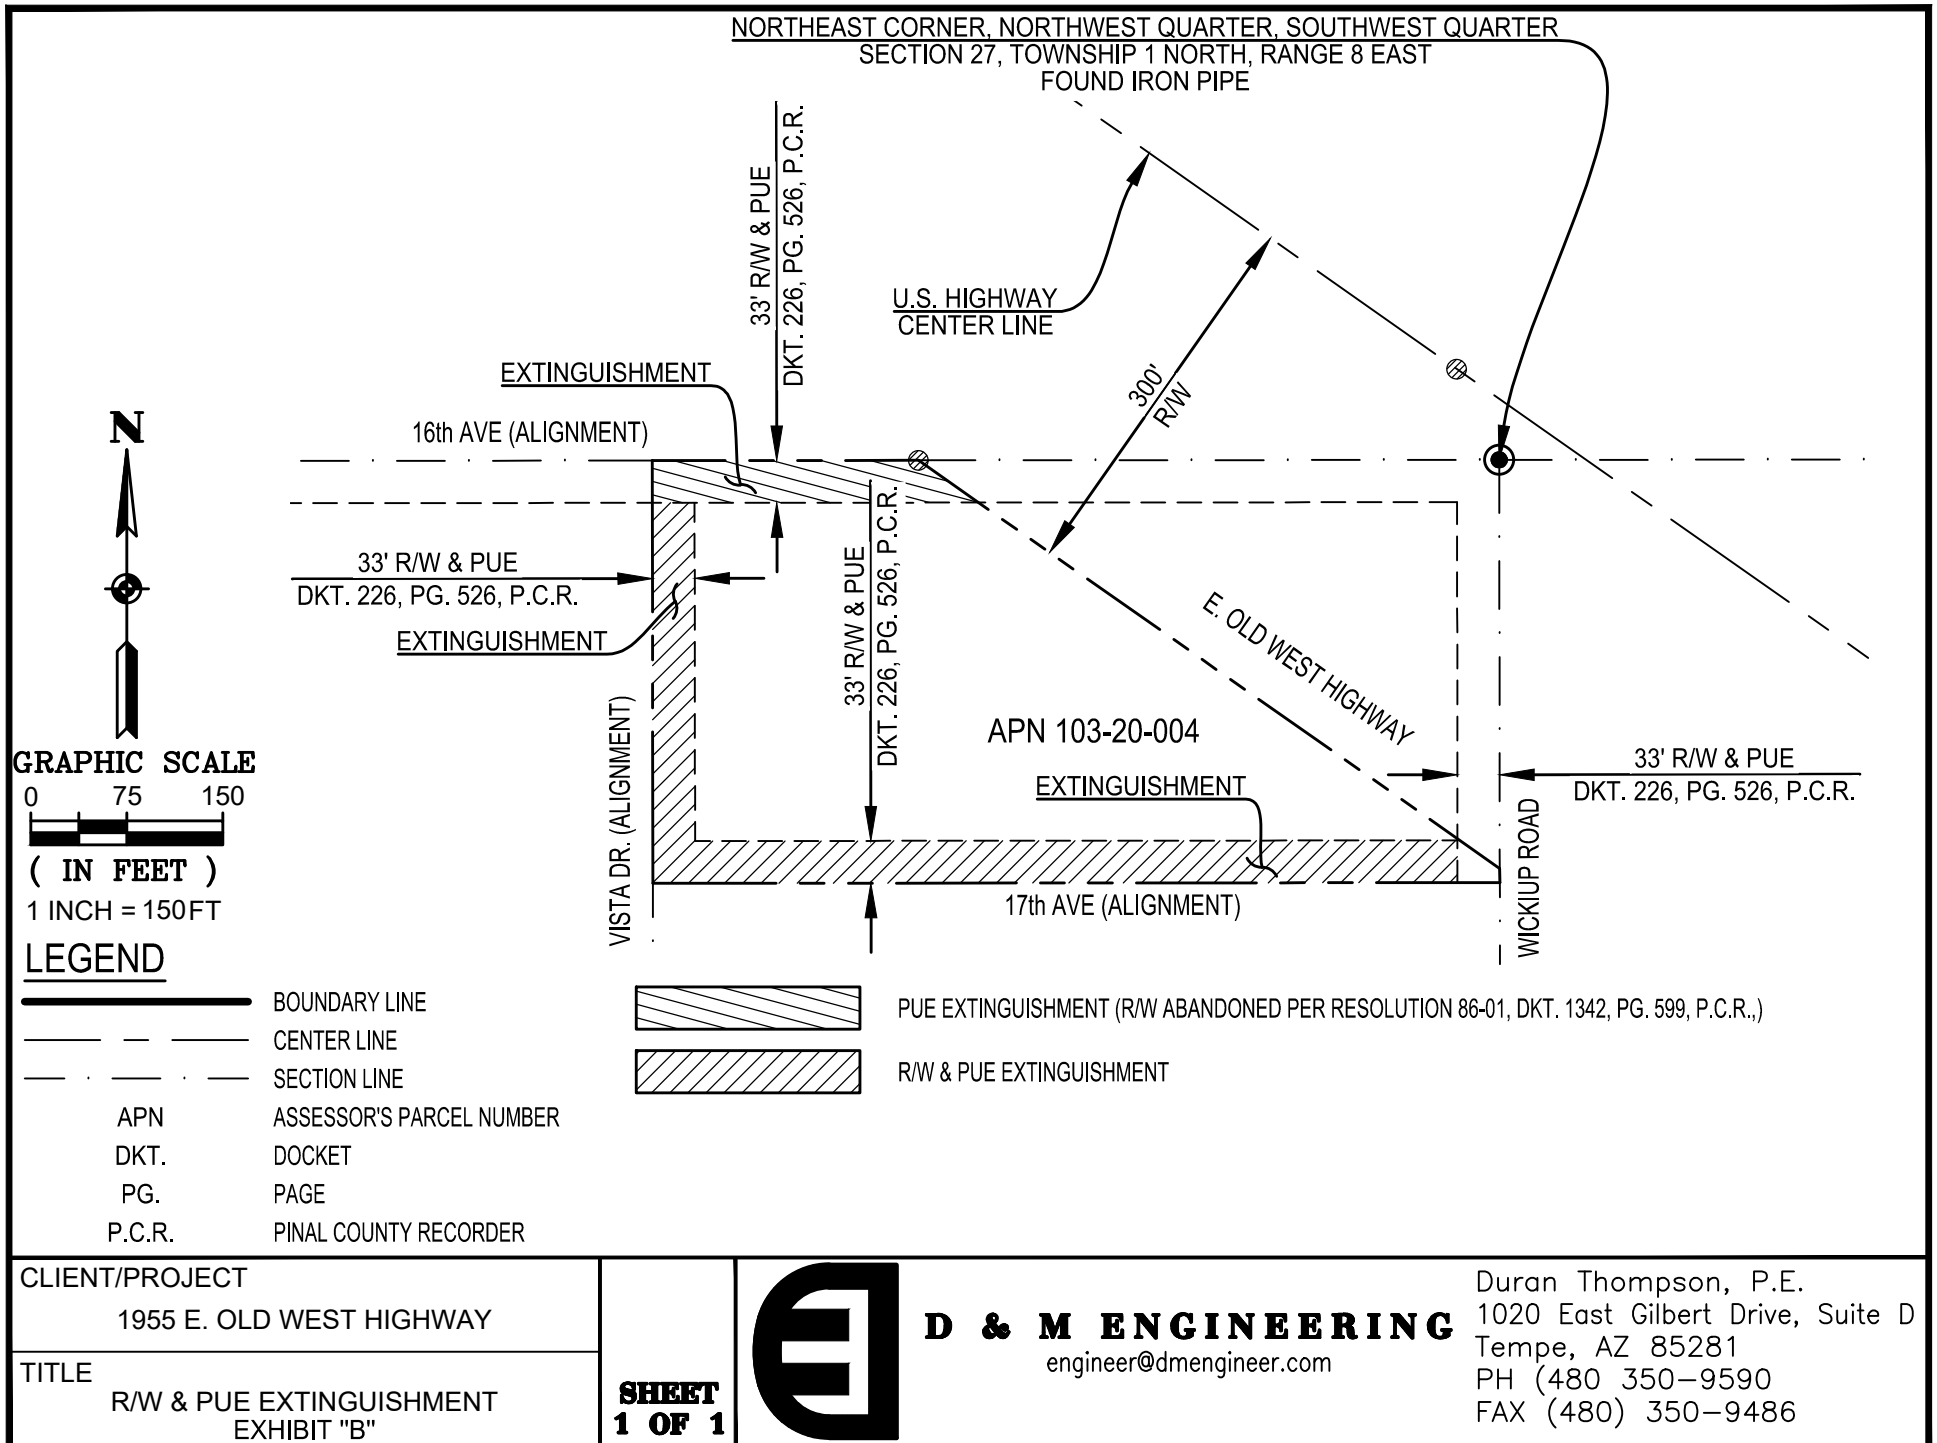 NORTHEAST CORNER, NORTHWEST QUARTER, SOUTHWEST QUARTER
SECTION 27, TOWNSHIP 1 NORTH, RANGE 8 EAST
FOUND IRON PIPE
33' R/W & PUE
DKT. 226, PG. 526, P.C.R.
U.S. HIGHWAY
CENTER LINE
EXTINGUISHMENT
300'
R/W
N
16th AVE (ALIGNMENT)
33' R/W & PUE
DKT. 226, PG. 526, P.C.R.
EXTINGUISHMENT
33' R/W & PUE
DKT. 226, PG. 526, P.C.R.
E. OLD WEST HIGHWAY
APN 103-20-004
EXTINGUISHMENT
33' R/W & PUE
DKT. 226, PG. 526, P.C.R.
VISTA DR. (ALIGNMENT)
17th AVE (ALIGNMENT)
WICKIUP ROAD
GRAPHIC SCALE
0 75 150
( IN FEET )
1 INCH = 150 FT
LEGEND
BOUNDARY LINE
CENTER LINE
SECTION LINE
APN ASSESSOR'S PARCEL NUMBER
DKT. DOCKET
PG. PAGE
P.C.R. PINAL COUNTY RECORDER
PUE EXTINGUISHMENT (R/W ABANDONED PER RESOLUTION 86-01, DKT. 1342, PG. 599, P.C.R.,)
R/W & PUE EXTINGUISHMENT
CLIENT/PROJECT
1955 E. OLD WEST HIGHWAY
TITLE
R/W & PUE EXTINGUISHMENT
EXHIBIT "B"
SHEET
1 OF 1
D & M ENGINEERING
engineer@dmengineer.com
Duran Thompson, P.E.
1020 East Gilbert Drive, Suite D
Tempe, AZ 85281
PH (480 350-9590
FAX (480) 350-9486